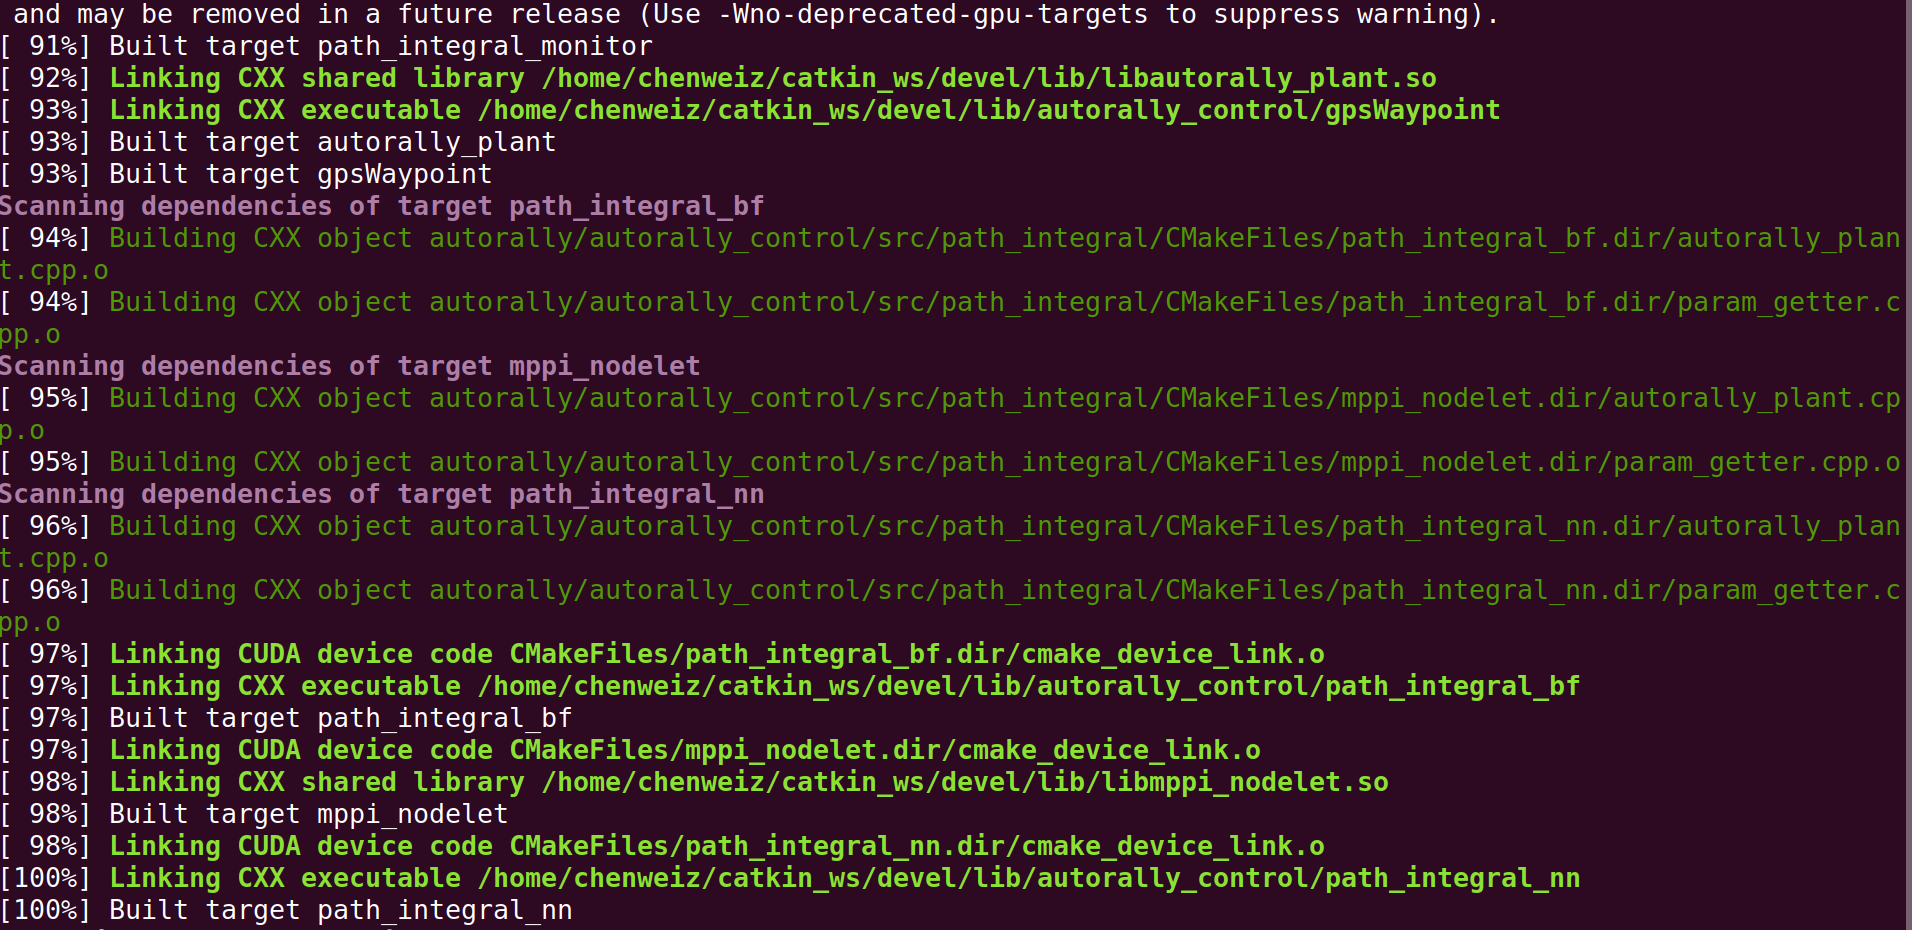 and may be removed in a future release (Use -Wno-deprecated-gpu-targets to suppress warning).
[ 91%] Built target path_integral_monitor
[ 92%] Linking CXX shared library /home/chenweiz/catkin_ws/devel/lib/libautorally_plant.so
[ 93%] Linking CXX executable /home/chenweiz/catkin_ws/devel/lib/autorally_control/gpsWaypoint
[ 93%] Built target autorally_plant
[ 93%] Built target gpsWaypoint
Scanning dependencies of target path_integral_bf
[ 94%] Building CXX object autorally/autorally_control/src/path_integral/CMakeFiles/path_integral_bf.dir/autorally_plan
t.cpp.o
[ 94%] Building CXX object autorally/autorally_control/src/path_integral/CMakeFiles/path_integral_bf.dir/param_getter.c
pp.o
Scanning dependencies of target mppi_nodelet
[ 95%] Building CXX object autorally/autorally_control/src/path_integral/CMakeFiles/mppi_nodelet.dir/autorally_plant.cp
p.o
[ 95%] Building CXX object autorally/autorally_control/src/path_integral/CMakeFiles/mppi_nodelet.dir/param_getter.cpp.o
Scanning dependencies of target path_integral_nn
[ 96%] Building CXX object autorally/autorally_control/src/path_integral/CMakeFiles/path_integral_nn.dir/autorally_plan
t.cpp.o
[ 96%] Building CXX object autorally/autorally_control/src/path_integral/CMakeFiles/path_integral_nn.dir/param_getter.c
pp.o
[ 97%] Linking CUDA device code CMakeFiles/path_integral_bf.dir/cmake_device_link.o
[ 97%] Linking CXX executable /home/chenweiz/catkin_ws/devel/lib/autorally_control/path_integral_bf
[ 97%] Built target path_integral_bf
[ 97%] Linking CUDA device code CMakeFiles/mppi_nodelet.dir/cmake_device_link.o
[ 98%] Linking CXX shared library /home/chenweiz/catkin_ws/devel/lib/libmppi_nodelet.so
[ 98%] Built target mppi_nodelet
[ 98%] Linking CUDA device code CMakeFiles/path_integral_nn.dir/cmake_device_link.o
[100%] Linking CXX executable /home/chenweiz/catkin_ws/devel/lib/autorally_control/path_integral_nn
[100%] Built target path_integral_nn